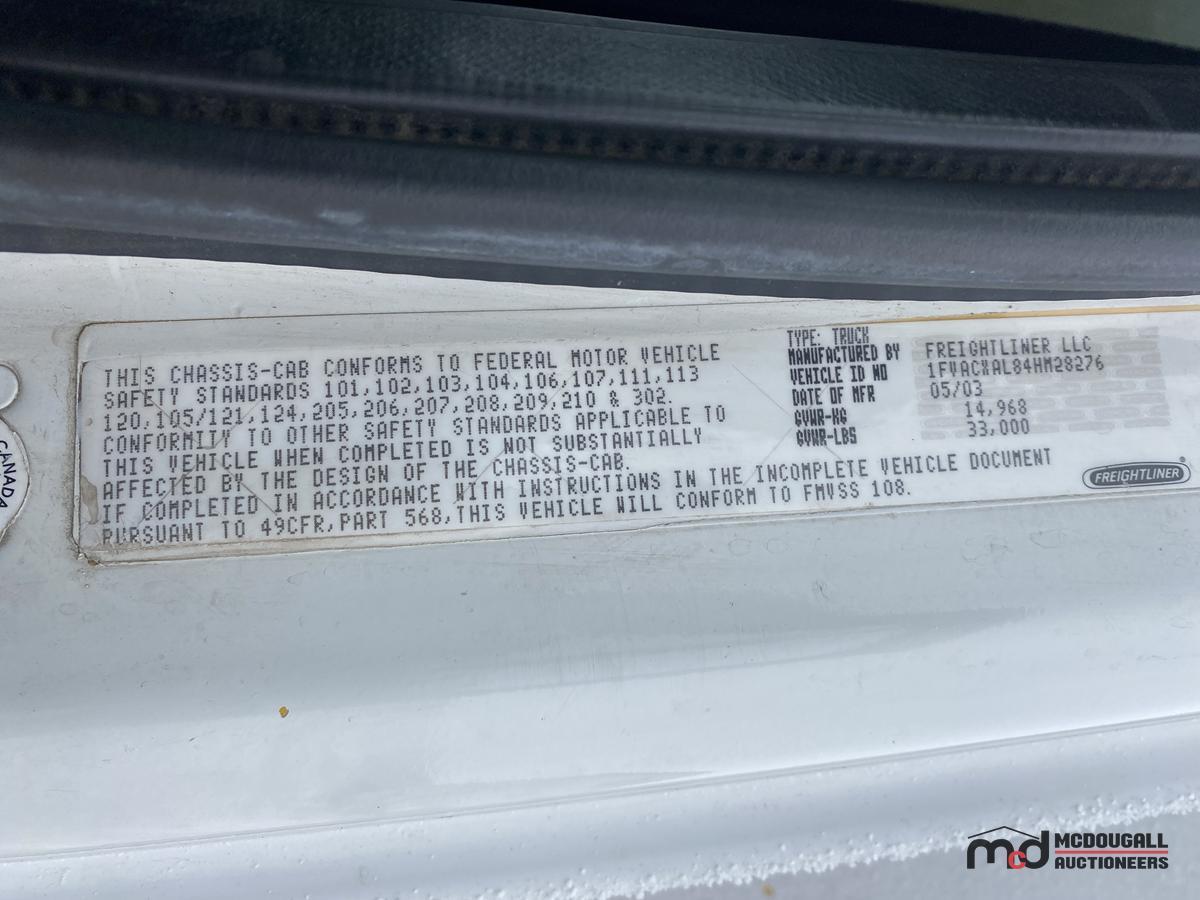 CANADA
THIS CHASSIS-CAB CONFORMS TO FEDERAL MOTOR VEHICLE
SAFETY STANDARDS 101,102,103,104,106,107,111,113
120,105/121,124,205,206,207,208,209,210 & 302.
CONFORMITY TO OTHER SAFETY STANDARDS APPLICABLE TO
THIS VEHICLE WHEN COMPLETED IS NOT SUBSTANTIALLY
AFFECTED BY THE DESIGN OF THE CHASSIS-CAB.
IF COMPLETED IN ACCORDANCE WITH INSTRUCTIONS IN THE INCOMPLETE VEHICLE DOCUMENT
PURSUANT TO 49CFR,PART 568,THIS VEHICLE WILL CONFORM TO FMVSS 108.
TYPE: TRUCK
MANUFACTURED BY FREIGHTLINER LLC
VEHICLE ID NO 1FVACXAL84HM28276
DATE OF MFR 05/03
GVWR-KG 14,968
GVWR-LBS 33,000
FREIGHTLINER®
mcd MCDOUGALL
AUCTIONEERS